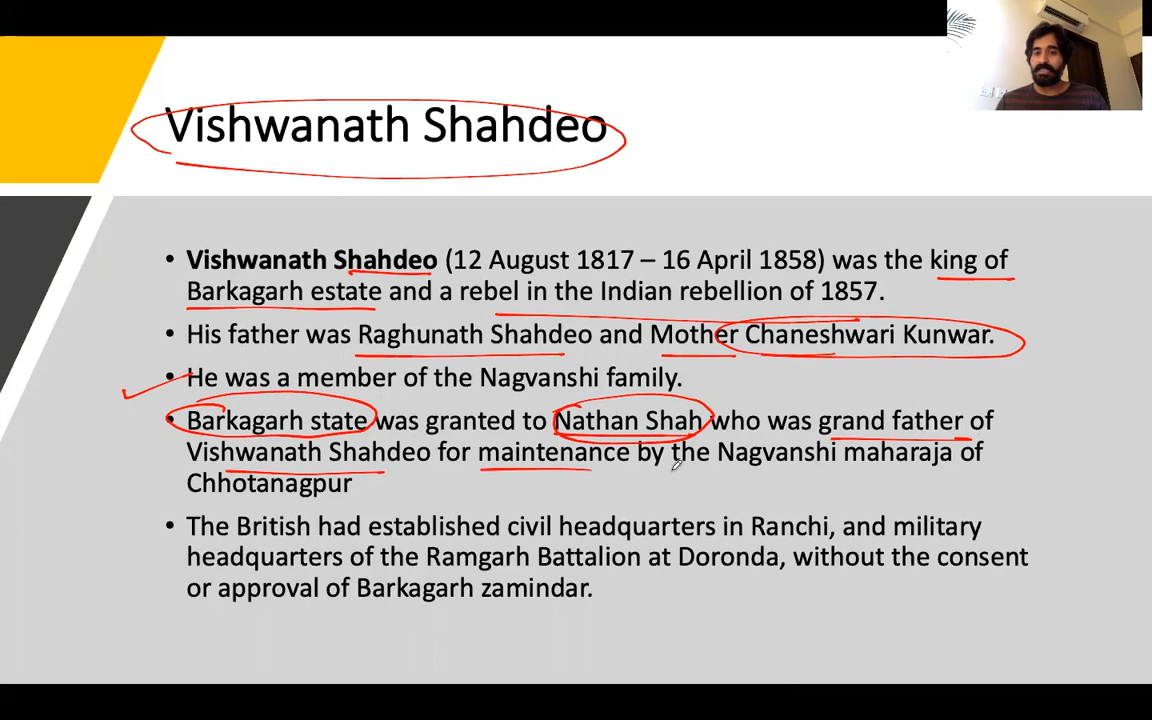 Vishwanath Shahdeo
• Vishwanath Shahdeo (12 August 1817 – 16 April 1858) was the king of
Barkagarh estate and a rebel in the Indian rebellion of 1857.
• His father was Raghunath Shahdeo and Mother Chaneshwari Kunwar.
• He was a member of the Nagvanshi family.
• Barkagarh state was granted to Nathan Shah who was grand father of
Vishwanath Shahdeo for maintenance by the Nagvanshi maharaja of
Chhotanagpur
• The British had established civil headquarters in Ranchi, and military
headquarters of the Ramgarh Battalion at Doronda, without the consent
or approval of Barkagarh zamindar.